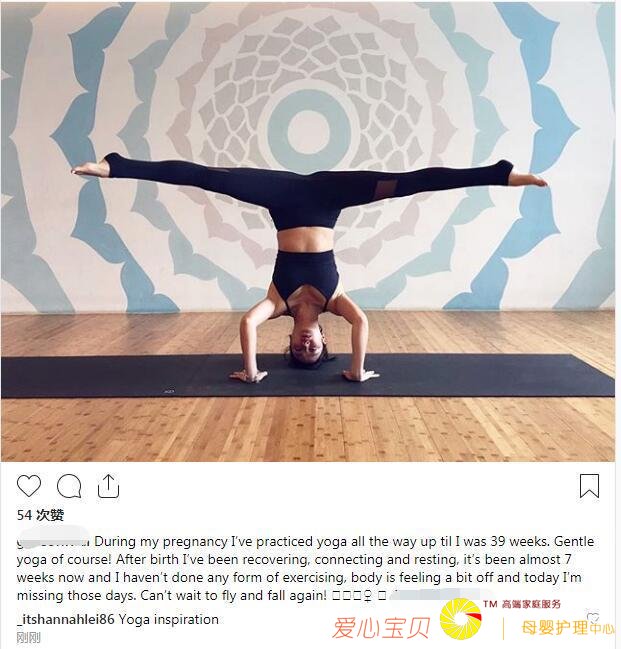 54 次赞
During my pregnancy I've practiced yoga all the way up til I was 39 weeks. Gentle
yoga of course! After birth I've been recovering, connecting and resting, it's been almost 7
weeks now and I haven't done any form of exercising, body is feeling a bit off and today I'm
missing those days. Can't wait to fly and fall again!
_itshannahlei86 Yoga inspiration
刚刚
爱心宝贝 TM 高端家庭服务
母婴护理中心